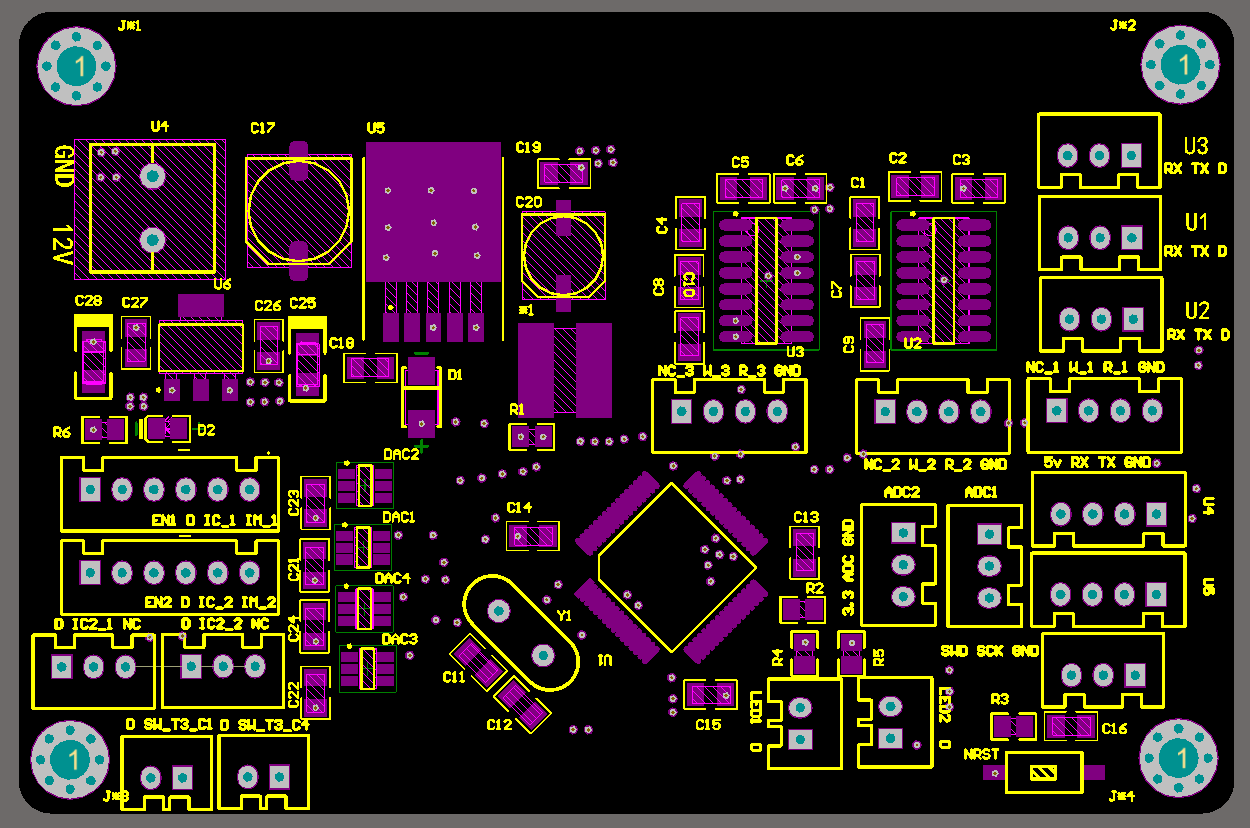 J*1
J*2
1
1
U4
C17
U5
C19
C5
C6
C2
C3
C1
C4
U3
RX TX D
GND
12V
C20
U1
RX TX D
U6
C28
C27
C26
C25
*1
C8
C10
C7
U2
RX TX D
C18
C9
U3
U2
D1
NC_3 W_3 R_3 GND
NC_1 W_1 R_1 GND
R1
R6
D2
DAC2
NC_2 W_2 R_2 GND
5v RX TX GND
C23
ADC2
ADC1
U4
EN1 D IC_1 IM_1
DAC1
C14
C13
3.3 ADC GND
C21
DAC4
R2
U5
EN2 D IC_2 IM_2
C24
Y1
D IC2_1 NC
D IC2_2 NC
DAC3
U1
R4
R5
SWD SCK GND
C11
C22
C12
C15
LED1
D
LED2
D
R3
C16
D SW_T3_C1
D SW_T3_C4
NRST
1
1
J*3
J*4